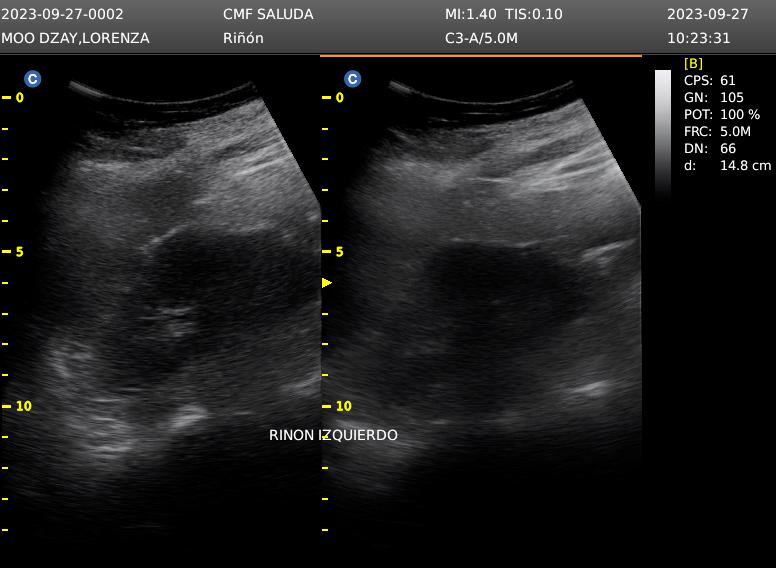 2023-09-27-0002 CMF SALUDA MI:1.40 TIS:0.10 2023-09-27
MOO DZAY,LORENZA Riñón C3-A/5.0M 10:23:31
C C
[B]
CPS: 61
GN: 105
POT: 100 %
FRC: 5.0M
DN: 66
d: 14.8 cm
0 0
5 5
10 10
RINON IZQUIERDO